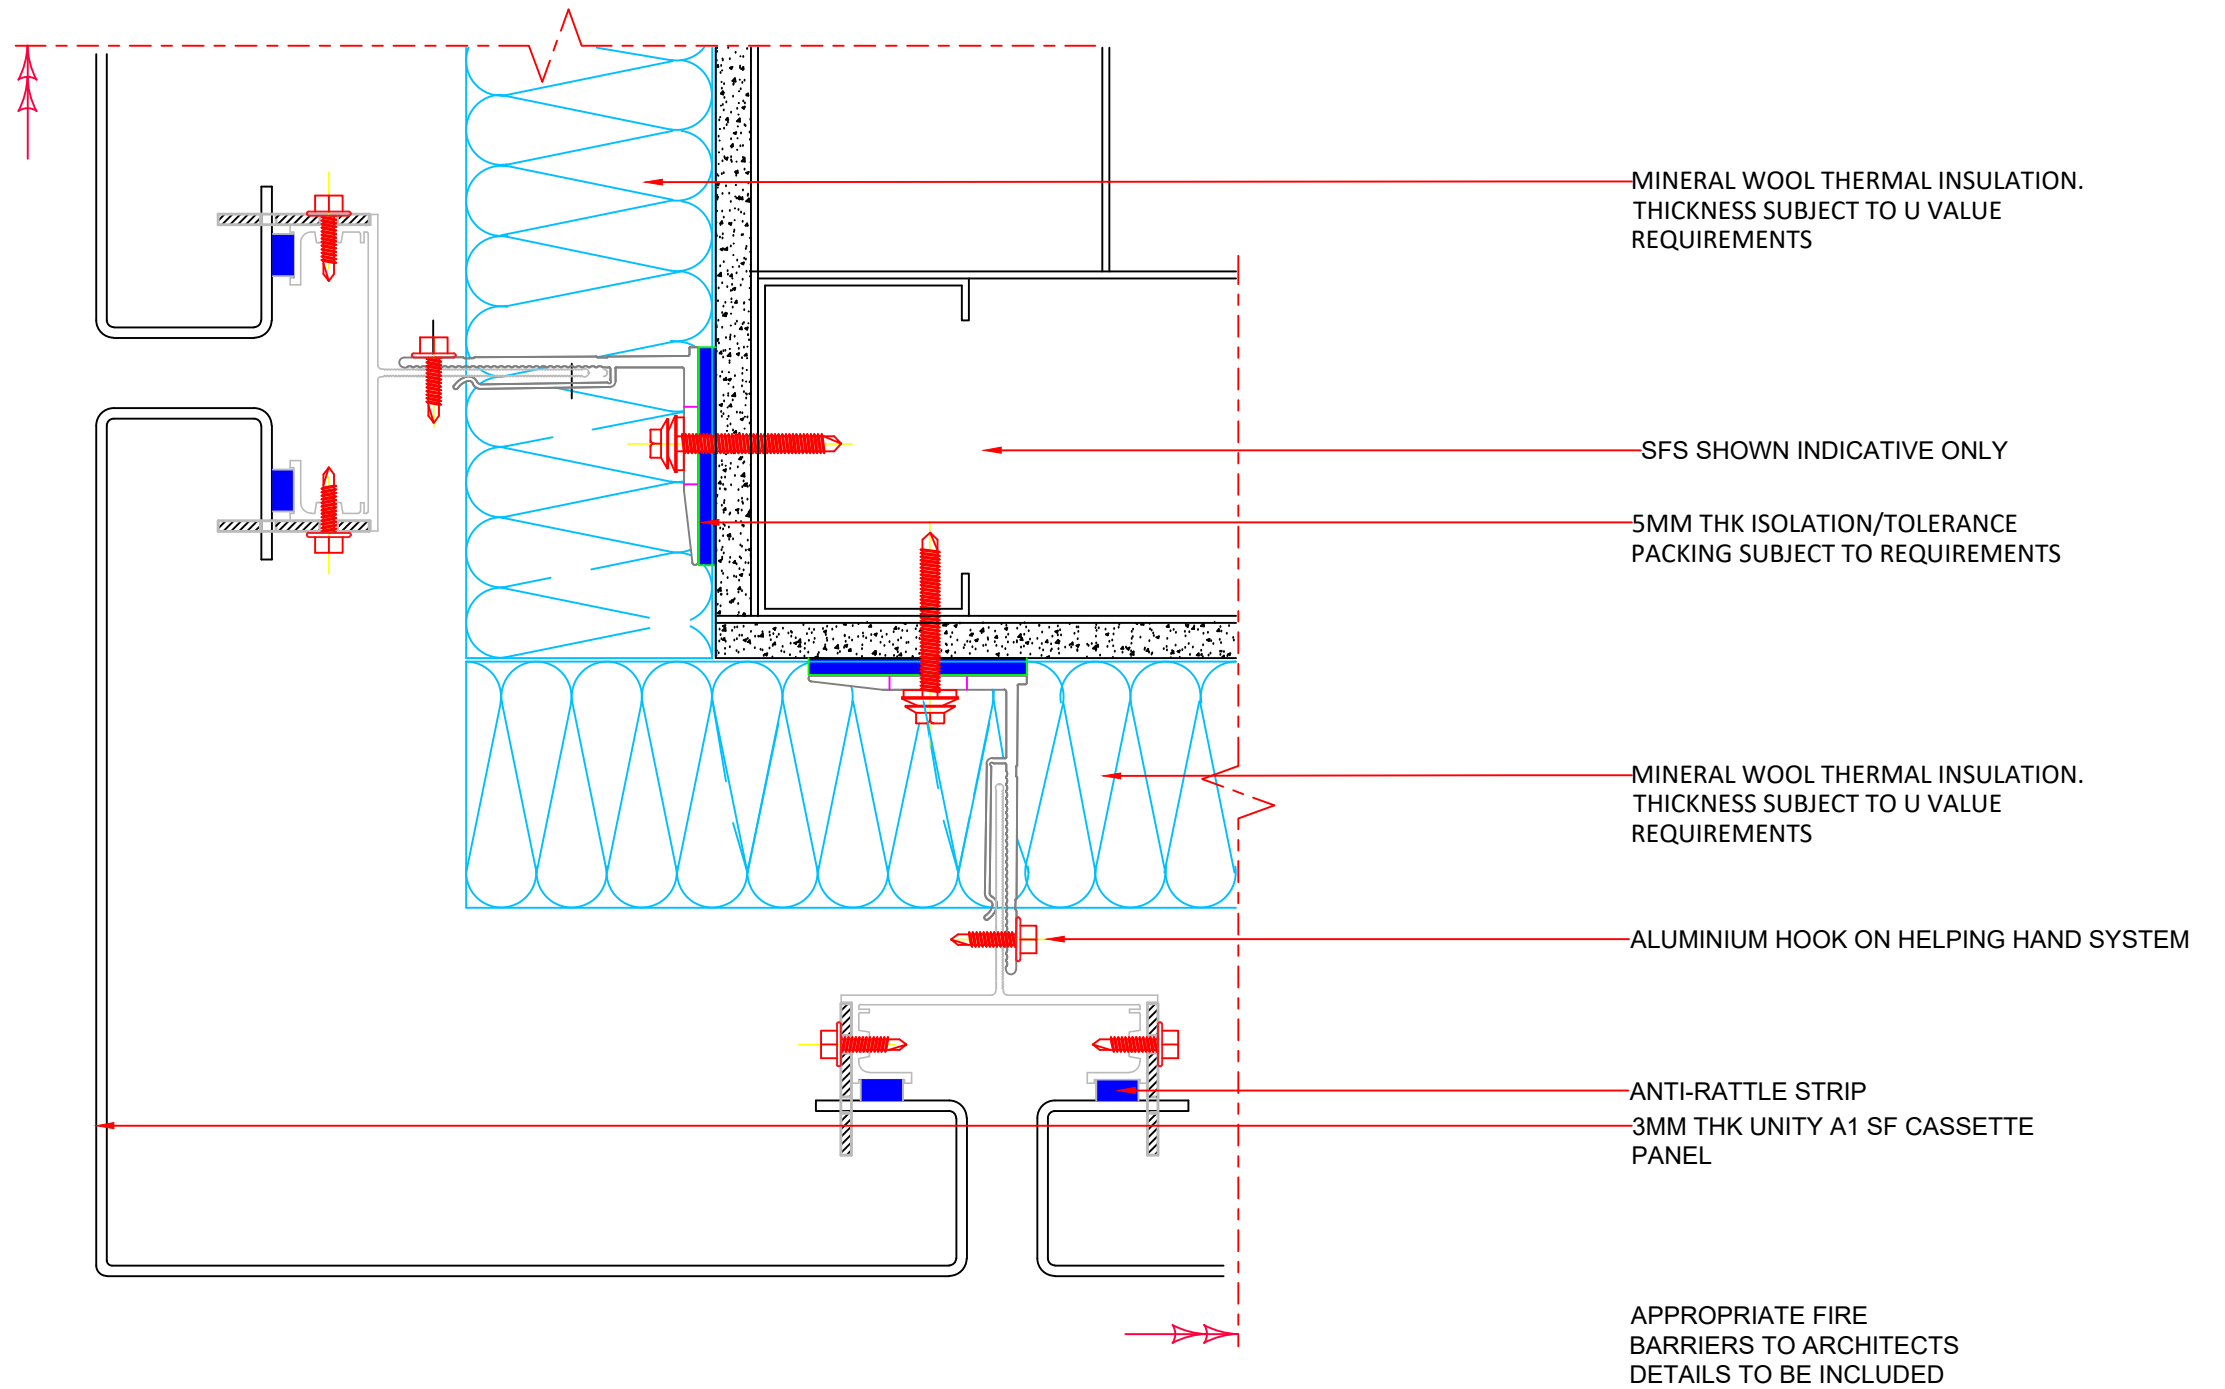 MINERAL WOOL THERMAL INSULATION.
THICKNESS SUBJECT TO U VALUE
REQUIREMENTS
SFS SHOWN INDICATIVE ONLY
5MM THK ISOLATION/TOLERANCE
PACKING SUBJECT TO REQUIREMENTS
MINERAL WOOL THERMAL INSULATION.
THICKNESS SUBJECT TO U VALUE
REQUIREMENTS
ALUMINIUM HOOK ON HELPING HAND SYSTEM
ANTI-RATTLE STRIP
3MM THK UNITY A1 SF CASSETTE
PANEL
APPROPRIATE FIRE
BARRIERS TO ARCHITECTS
DETAILS TO BE INCLUDED